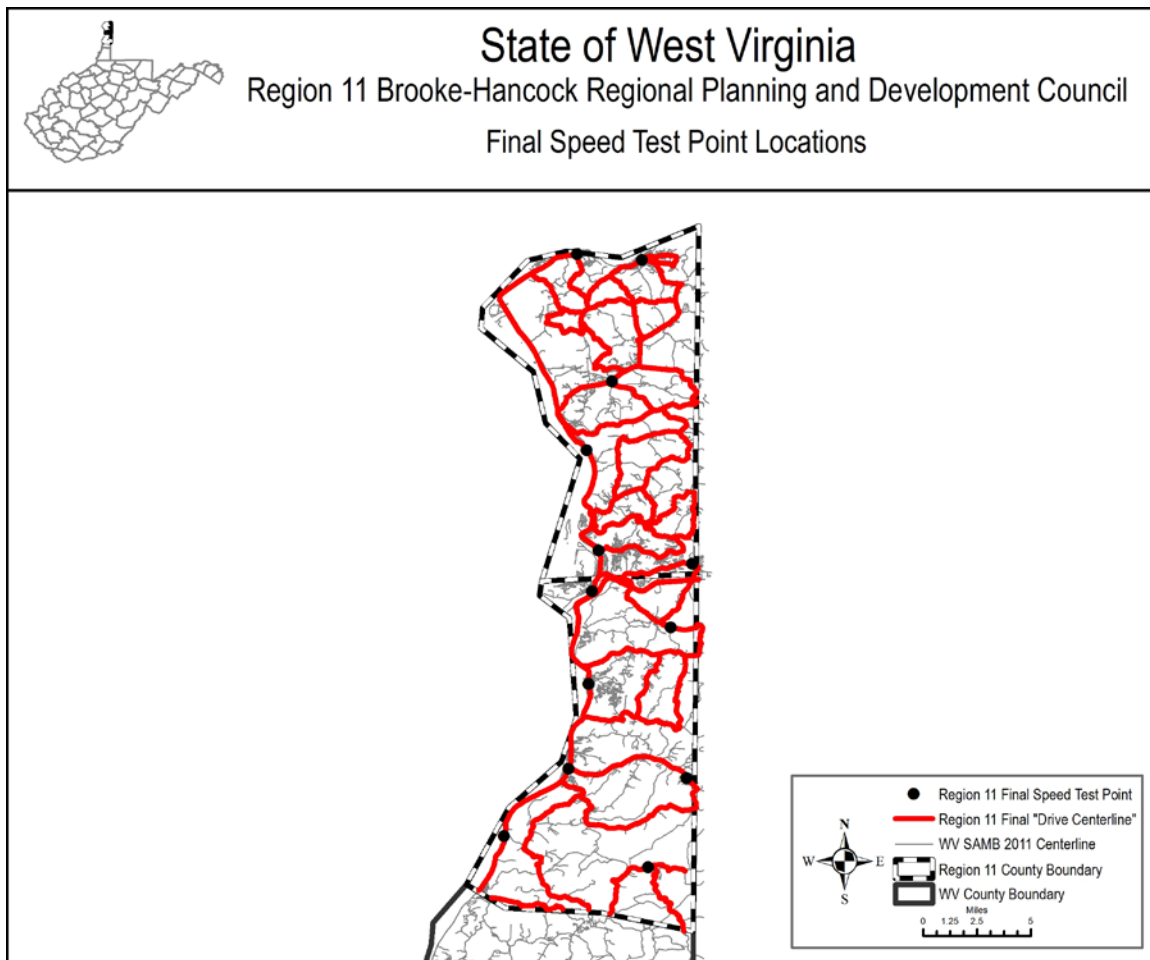 State of West Virginia
Region 11 Brooke-Hancock Regional Planning and Development Council
Final Speed Test Point Locations
Region 11 Final Speed Test Point
Region 11 Final "Drive Centerline"
WV SAMB 2011 Centerline
Region 11 County Boundary
WV County Boundary
N
W E
S
Miles
0 1.25 2.5 5